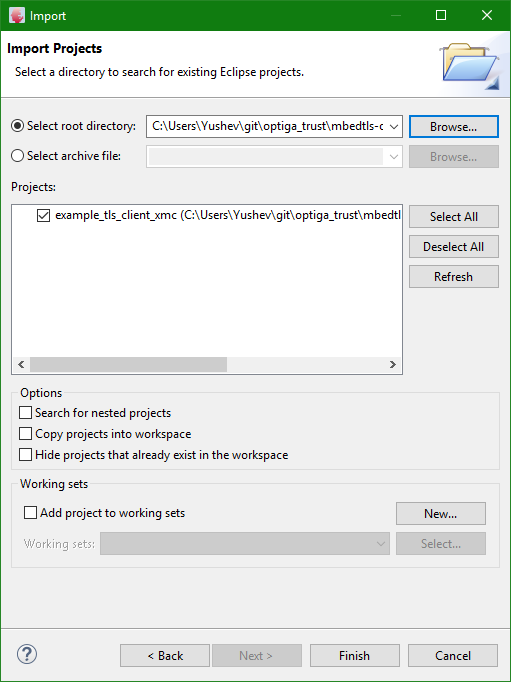 Import
Import Projects
Select a directory to search for existing Eclipse projects.
Select root directory: C:\Users\Yushev\git\optiga_trust\mbedtls-c Browse...
Select archive file: Browse...
Projects:
example_tls_client_xmc (C:\Users\Yushev\git\optiga_trust\mbedtl
Select All
Deselect All
Refresh
Options
Search for nested projects
Copy projects into workspace
Hide projects that already exist in the workspace
Working sets
Add project to working sets New...
Working sets: Select...
? < Back Next > Finish Cancel